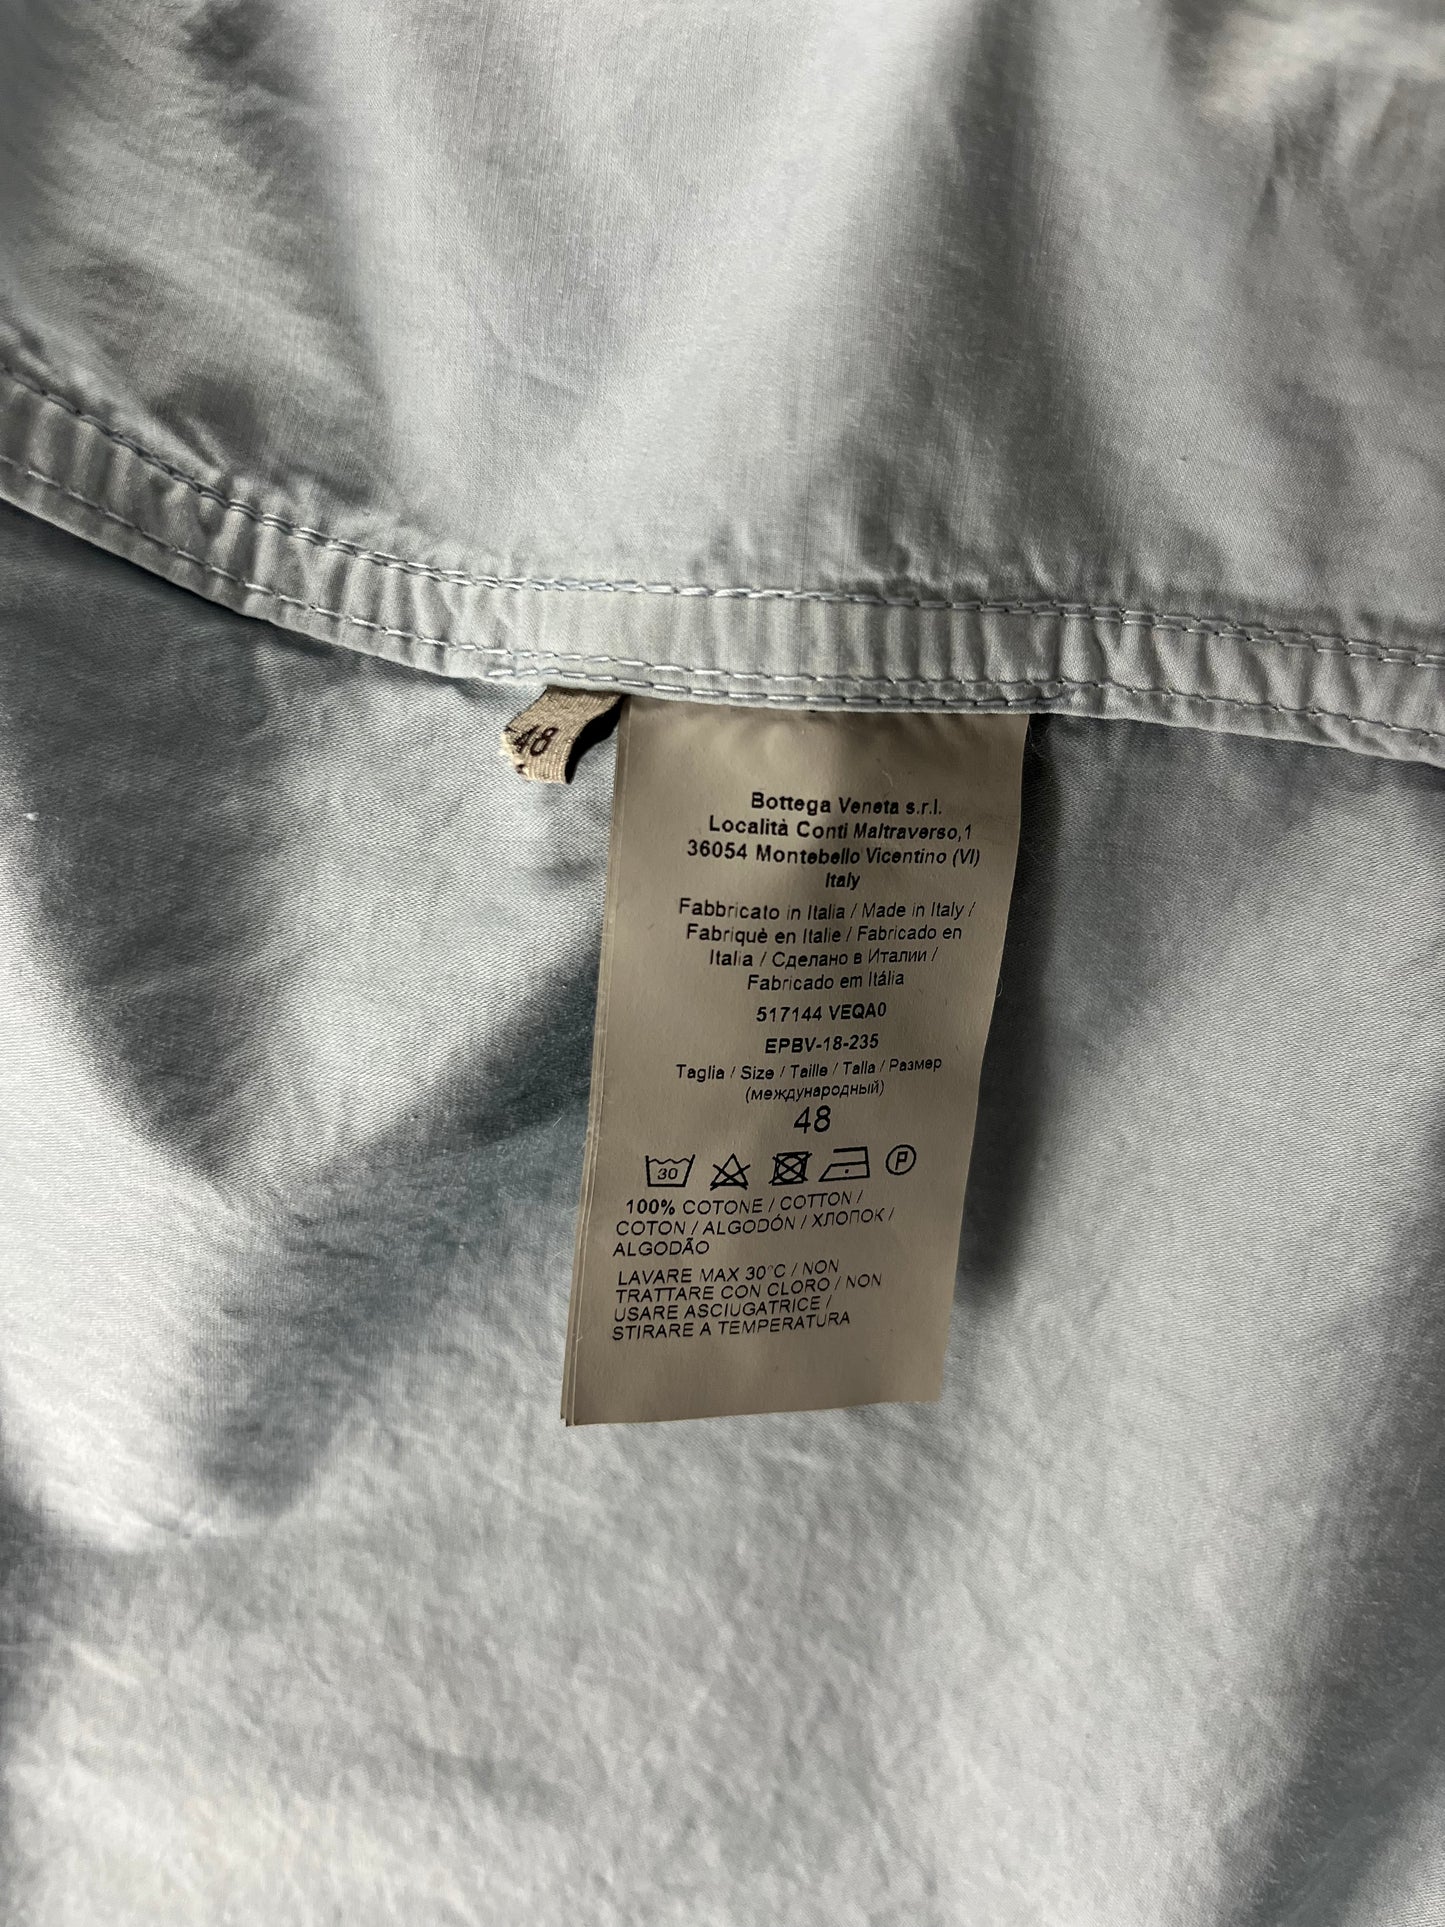 48
Bottega Veneta s.r.l.
Località Conti Maltraverso,1
36054 Montebello Vicentino (VI)
Italy
Fabbricato in Italia / Made in Italy /
Fabriquè en Italie / Fabricado en
Italia / Сделано в Италии /
Fabricado em Itália
517144 VEQA0
EPBV-18-235
Taglia / Size / Taille / Talla / Размер
(международный)
48
30 P
100% COTONE / COTTON /
COTON / ALGODÓN / ХЛОПОК /
ALGODÃO
LAVARE MAX 30°C / NON
TRATTARE CON CLORO / NON
USARE ASCIUGATRICE /
STIRARE A TEMPERATURA